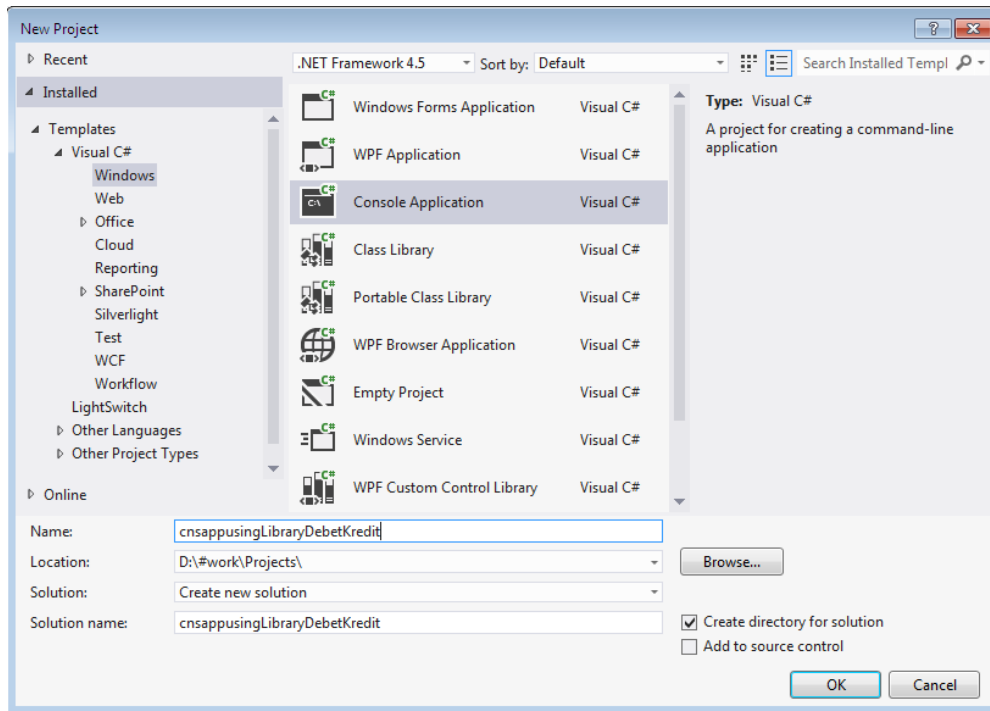 New Project
Recent
.NET Framework 4.5
Sort by: Default
Search Installed Templ
Installed
Templates
Visual C#
Windows
Web
Office
Cloud
Reporting
SharePoint
Silverlight
Test
WCF
Workflow
LightSwitch
Other Languages
Other Project Types
Online
Windows Forms Application Visual C#
WPF Application Visual C#
Console Application Visual C#
Class Library Visual C#
Portable Class Library Visual C#
WPF Browser Application Visual C#
Empty Project Visual C#
Windows Service Visual C#
WPF Custom Control Library Visual C#
Type: Visual C#
A project for creating a command-line
application
Name: cnsappusingLibraryDebetKredit
Location: D:\#work\Projects\
Browse...
Solution: Create new solution
Solution name: cnsappusingLibraryDebetKredit
Create directory for solution
Add to source control
OK Cancel